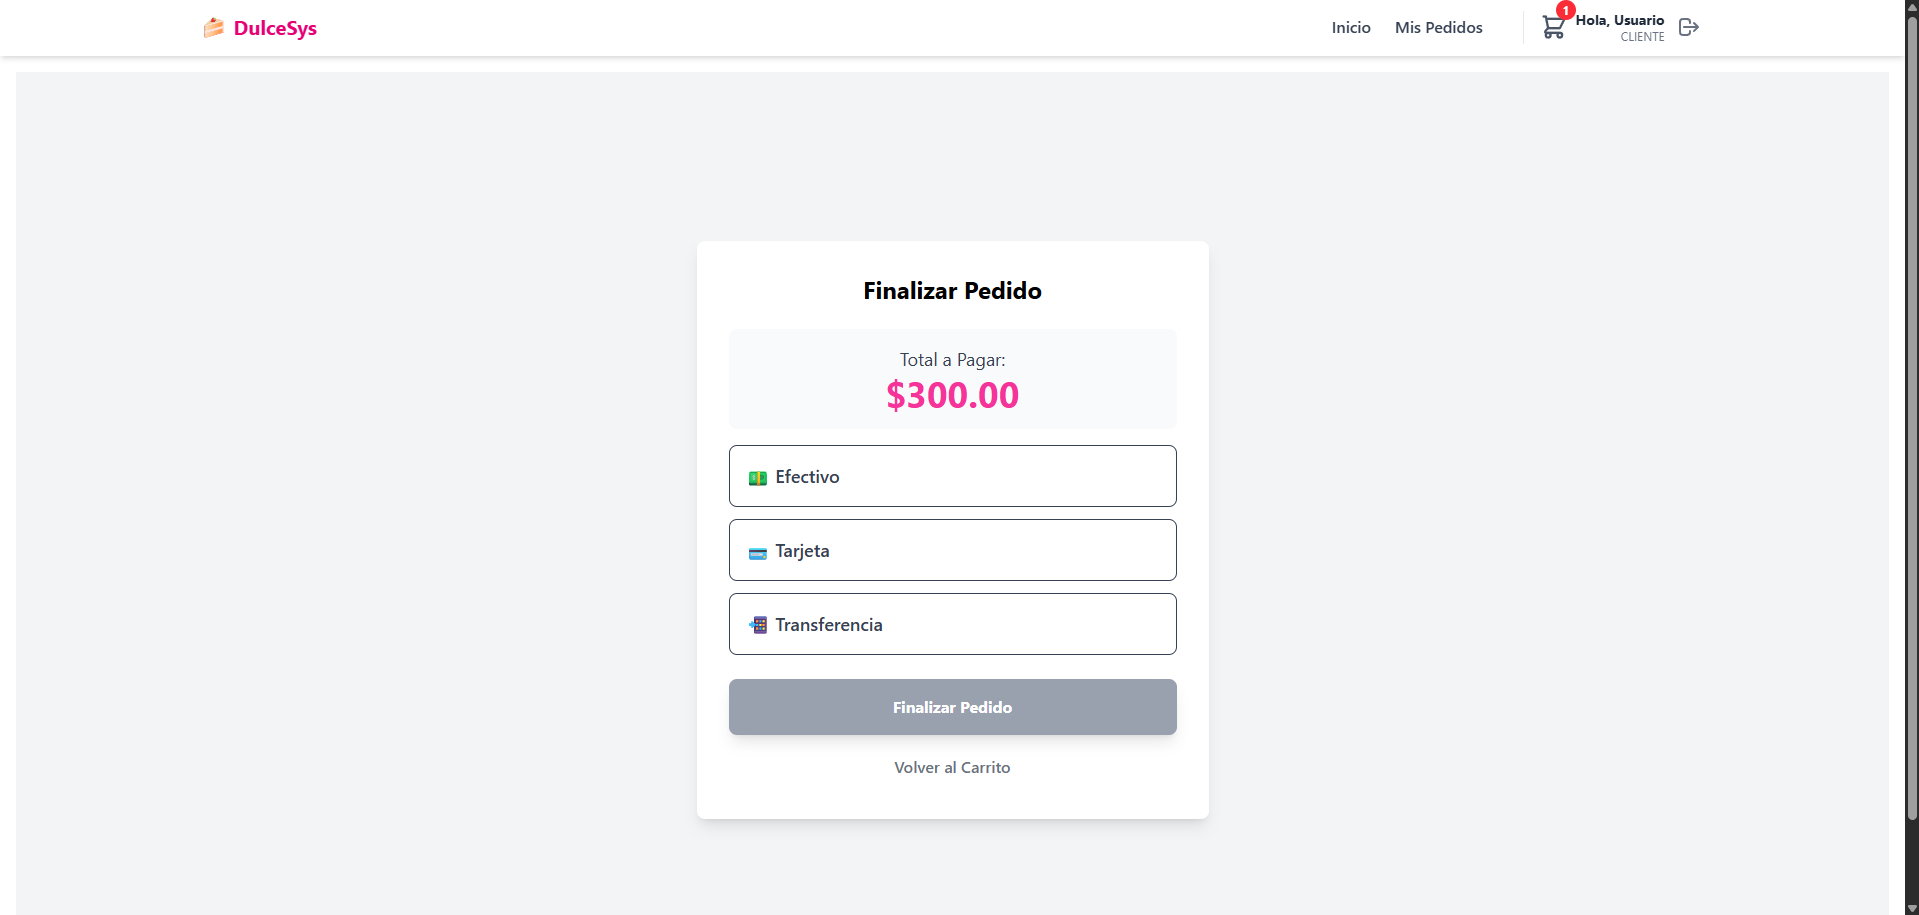 DulceSys
Inicio
Mis Pedidos
1
Hola, Usuario
CLIENTE
Finalizar Pedido
Total a Pagar:
$300.00
Efectivo
Tarjeta
Transferencia
Finalizar Pedido
Volver al Carrito